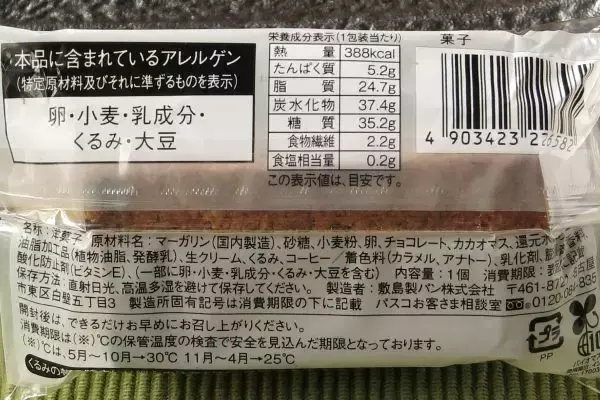 本品に含まれているアレルゲン
(特定原材料及びそれに準ずるものを表示)
卵・小麦・乳成分・
くるみ・大豆
栄養成分表示(1包装当たり)
熱量 388kcal
たんぱく質 5.2g
脂質 24.7g
炭水化物 37.4g
糖質 35.2g
食物繊維 2.2g
食塩相当量 0.2g
この表示値は、目安です。
菓子
4 903423 226582
名称:洋菓子 原材料名:マーガリン(国内製造)、砂糖、小麦粉、卵、チョコレート、カカオマス、還元水
油脂加工品(植物油脂、発酵乳)、生クリーム、くるみ、コーヒー/着色料(カラメル、アナトー)、乳化剤、
酸化防止剤(ビタミンE)、(一部に卵・小麦・乳成分・くるみ・大豆を含む) 内容量:1個 消費期限
保存方法:直射日光、高温多湿を避けて保存してください。 製造者:敷島製パン株式会社 〒461-87
市東区白壁五丁目3 製造所固有記号は消費期限の下に記載 パスコお客さま相談室 0120-084-835
開封後は、できるだけお早めにお召し上がりください。
消費期限は(※)℃の保管温度の検査で安全を見込んだ期限となっております。
(※)℃は、5月〜10月→30℃ 11月〜4月→25℃
プラ
PP
くるみの